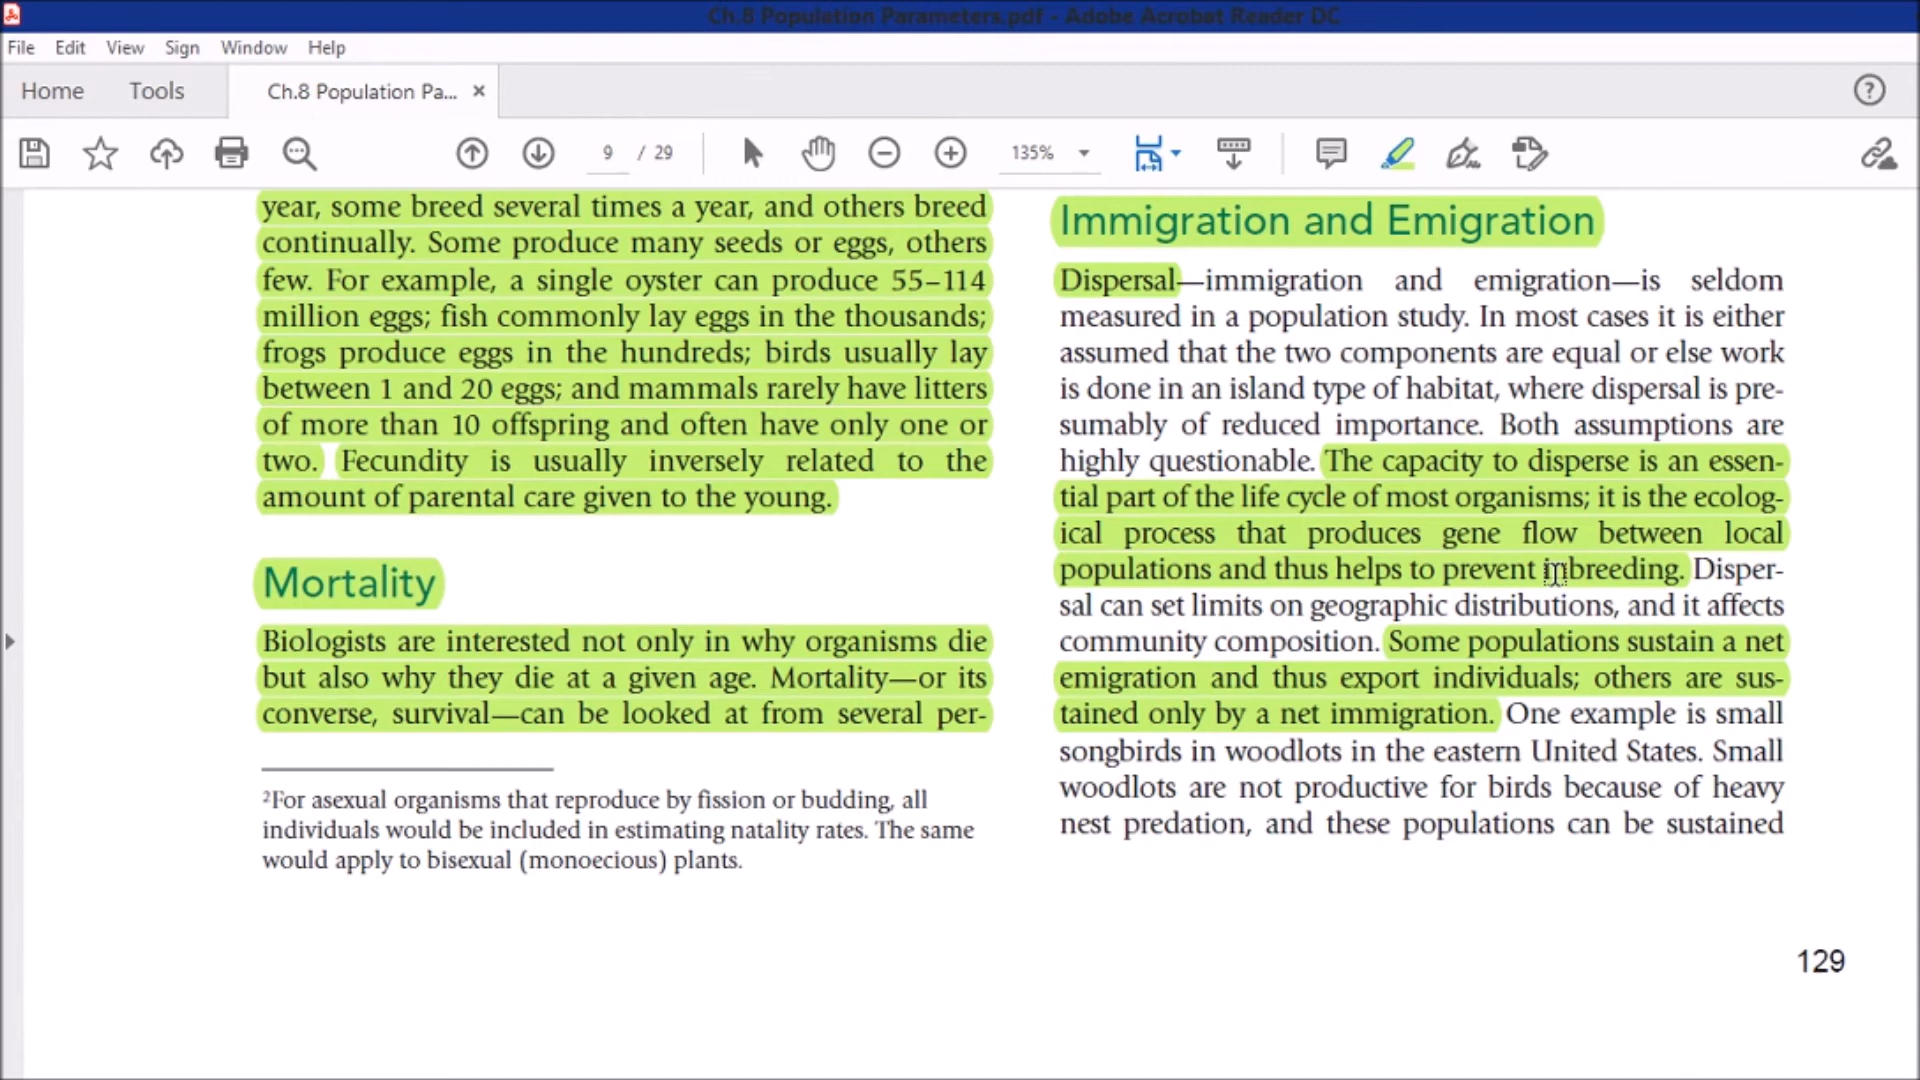 Ch.8 Population Parameters.pdf - Adobe Acrobat Reader DC
File Edit View Sign Window Help
Home Tools Ch.8 Population Pa... ×
9 / 29 135%
year, some breed several times a year, and others breed
continually. Some produce many seeds or eggs, others
few. For example, a single oyster can produce 55–114
million eggs; fish commonly lay eggs in the thousands;
frogs produce eggs in the hundreds; birds usually lay
between 1 and 20 eggs; and mammals rarely have litters
of more than 10 offspring and often have only one or
two. Fecundity is usually inversely related to the
amount of parental care given to the young.
Mortality
Biologists are interested not only in why organisms die
but also why they die at a given age. Mortality—or its
converse, survival—can be looked at from several per-
²For asexual organisms that reproduce by fission or budding, all
individuals would be included in estimating natality rates. The same
would apply to bisexual (monoecious) plants.
Immigration and Emigration
Dispersal—immigration and emigration—is seldom
measured in a population study. In most cases it is either
assumed that the two components are equal or else work
is done in an island type of habitat, where dispersal is pre-
sumably of reduced importance. Both assumptions are
highly questionable. The capacity to disperse is an essen-
tial part of the life cycle of most organisms; it is the ecolog-
ical process that produces gene flow between local
populations and thus helps to prevent inbreeding. Disper-
sal can set limits on geographic distributions, and it affects
community composition. Some populations sustain a net
emigration and thus export individuals; others are sus-
tained only by a net immigration. One example is small
songbirds in woodlots in the eastern United States. Small
woodlots are not productive for birds because of heavy
nest predation, and these populations can be sustained
129